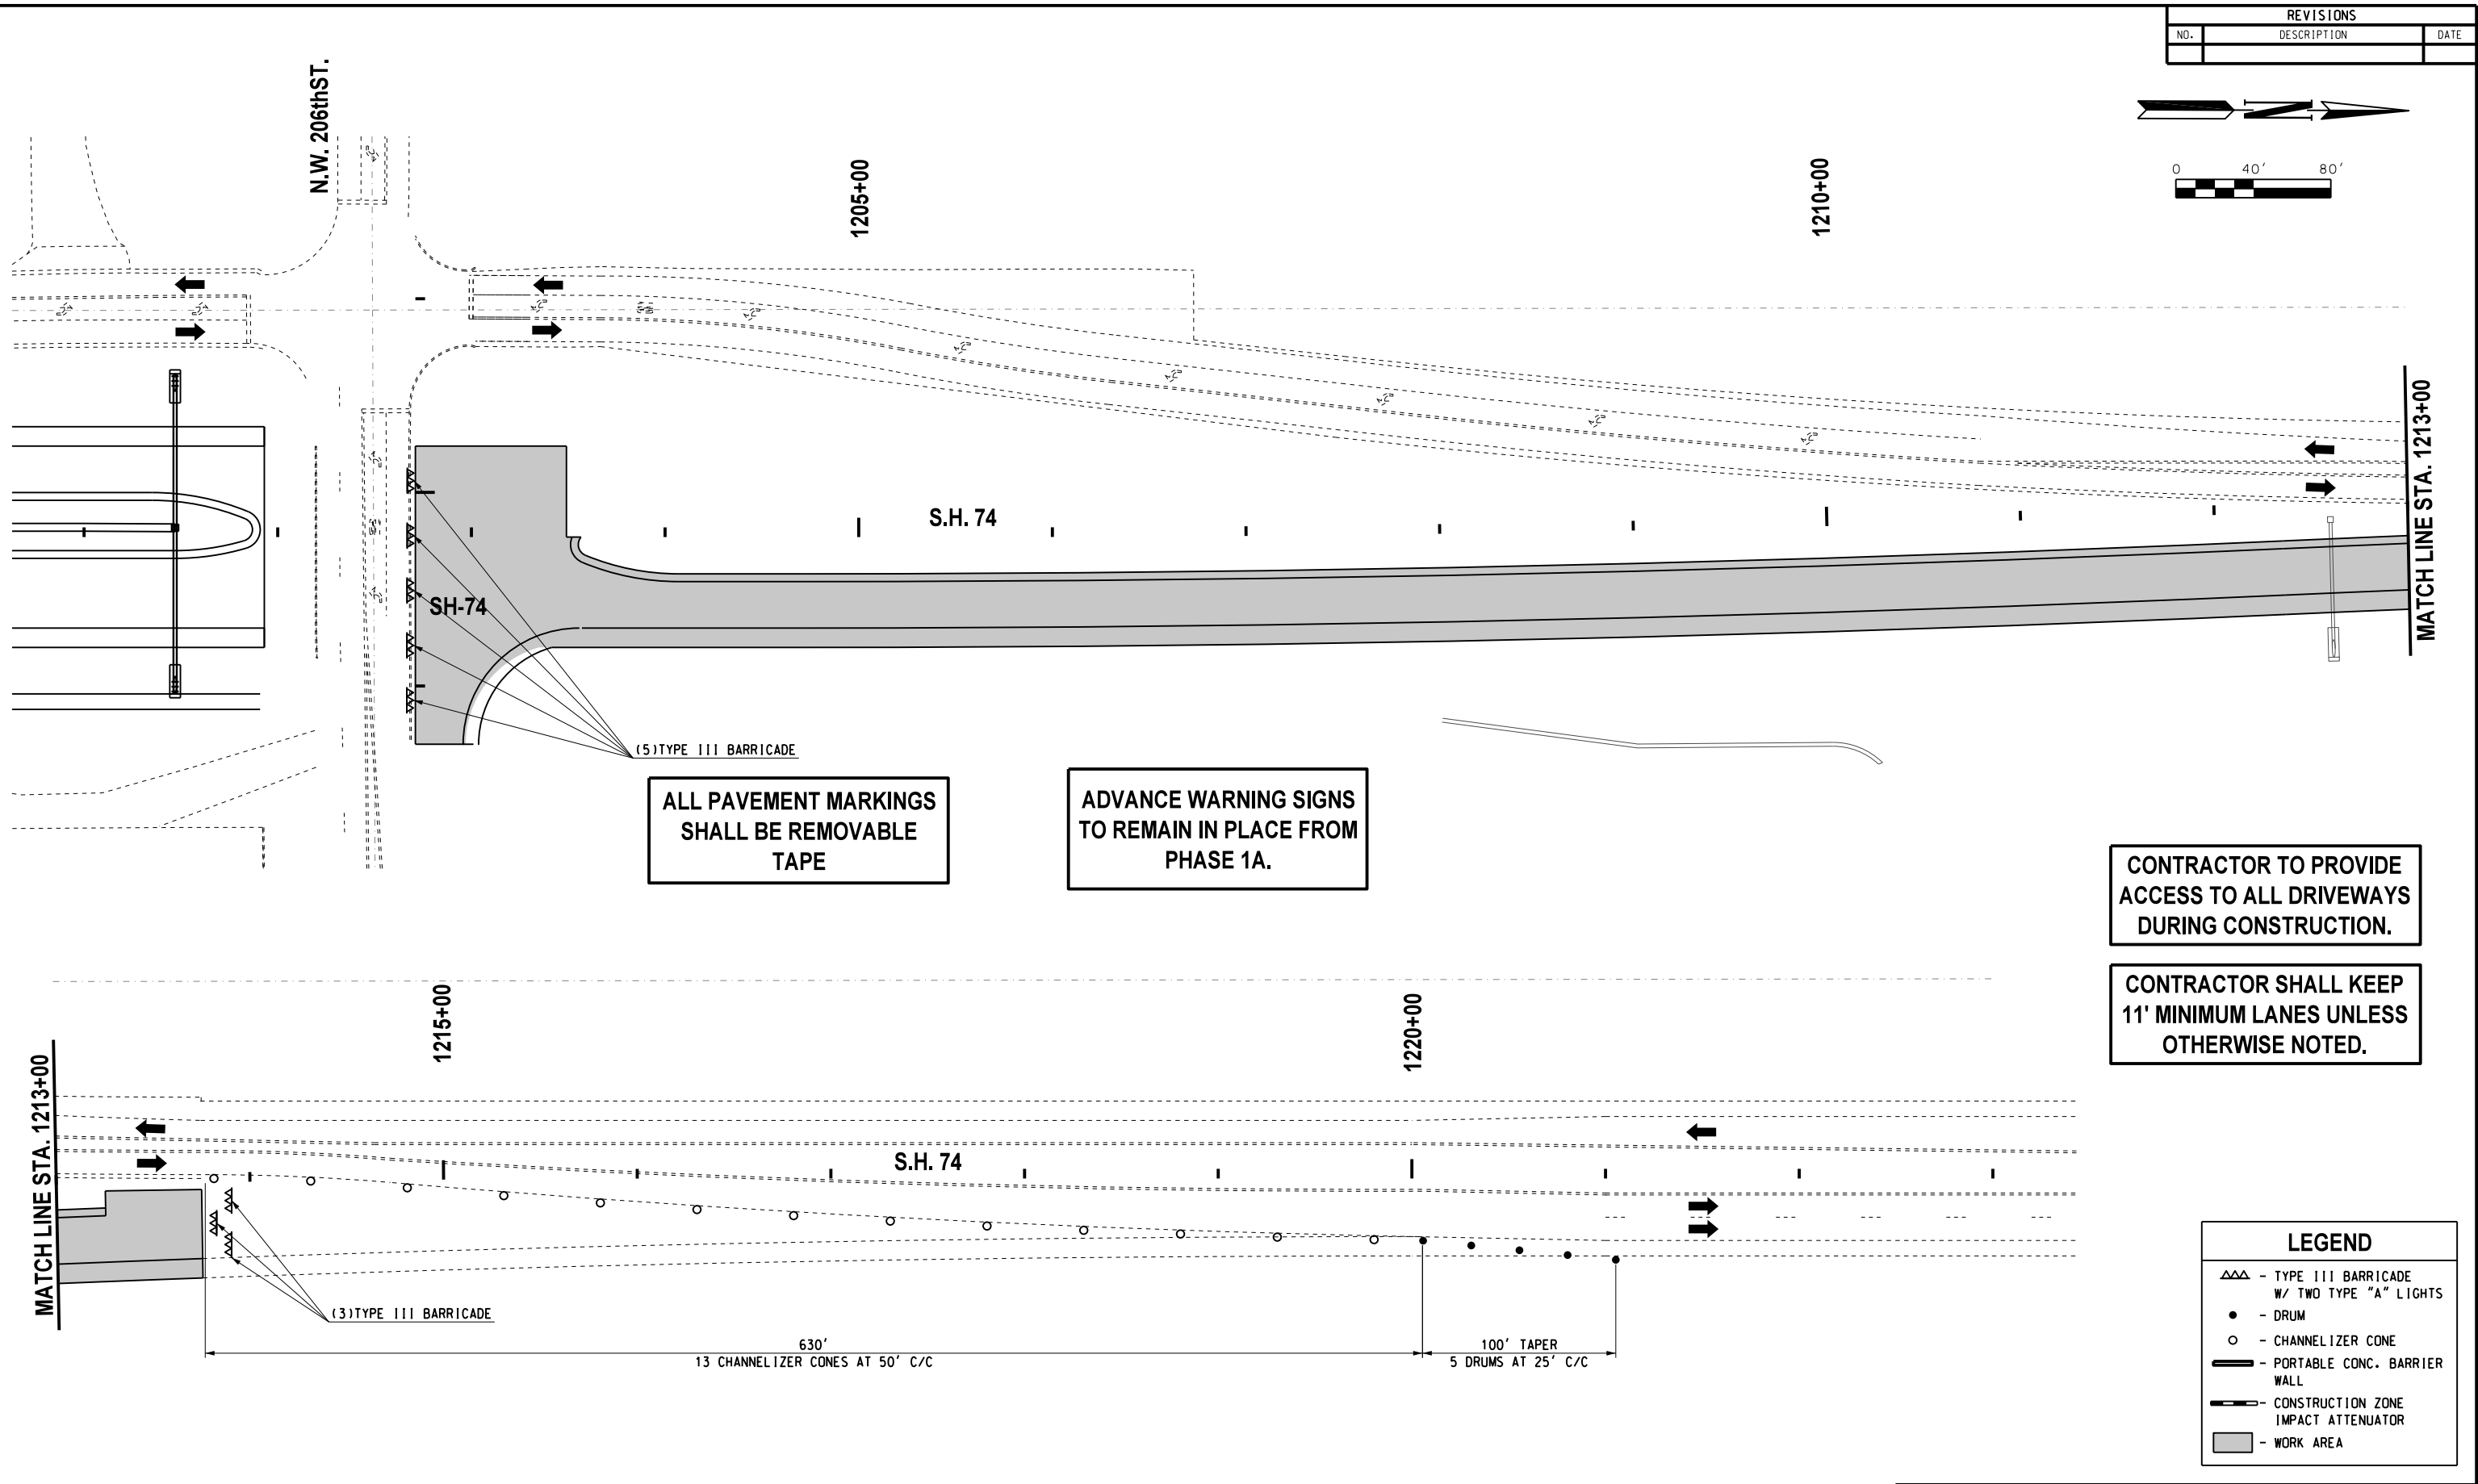 REVISIONS
NO. DESCRIPTION DATE
N.W. 206thST.
0 40' 80'
1205+00
1210+00
S.H. 74
SH-74
MATCH LINE STA. 1213+00
(5)TYPE III BARRICADE
ALL PAVEMENT MARKINGS
SHALL BE REMOVABLE
TAPE
ADVANCE WARNING SIGNS
TO REMAIN IN PLACE FROM
PHASE 1A.
CONTRACTOR TO PROVIDE
ACCESS TO ALL DRIVEWAYS
DURING CONSTRUCTION.
CONTRACTOR SHALL KEEP
11' MINIMUM LANES UNLESS
OTHERWISE NOTED.
1215+00
1220+00
MATCH LINE STA. 1213+00
S.H. 74
(3)TYPE III BARRICADE
630'
13 CHANNELIZER CONES AT 50' C/C
100' TAPER
5 DRUMS AT 25' C/C
LEGEND
- TYPE III BARRICADE
W/ TWO TYPE "A" LIGHTS
- DRUM
- CHANNELIZER CONE
- PORTABLE CONC. BARRIER
WALL
- CONSTRUCTION ZONE
IMPACT ATTENUATOR
- WORK AREA